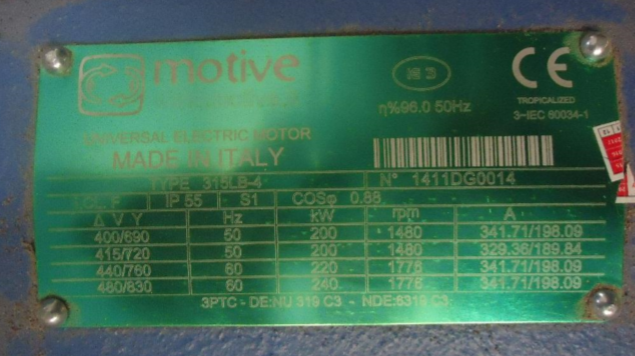 motive
IE 3
CE
TROPICALIZED
η%96.0 50Hz
3-IEC 60034-1
UNIVERSAL ELECTRIC MOTOR
MADE IN ITALY
TYPE 315LB-4 N° 1411DG0014
I.CL. F IP 55 S1 COSφ 0.88
Δ V Y Hz kW rpm A
400/690 50 200 1480 341.71/198.09
415/720 50 200 1480 329.36/189.84
440/760 60 220 1776 341.71/198.09
480/830 60 240 1776 341.71/198.09
3PTC - DE:NU 319 C3 - NDE:6319 C3